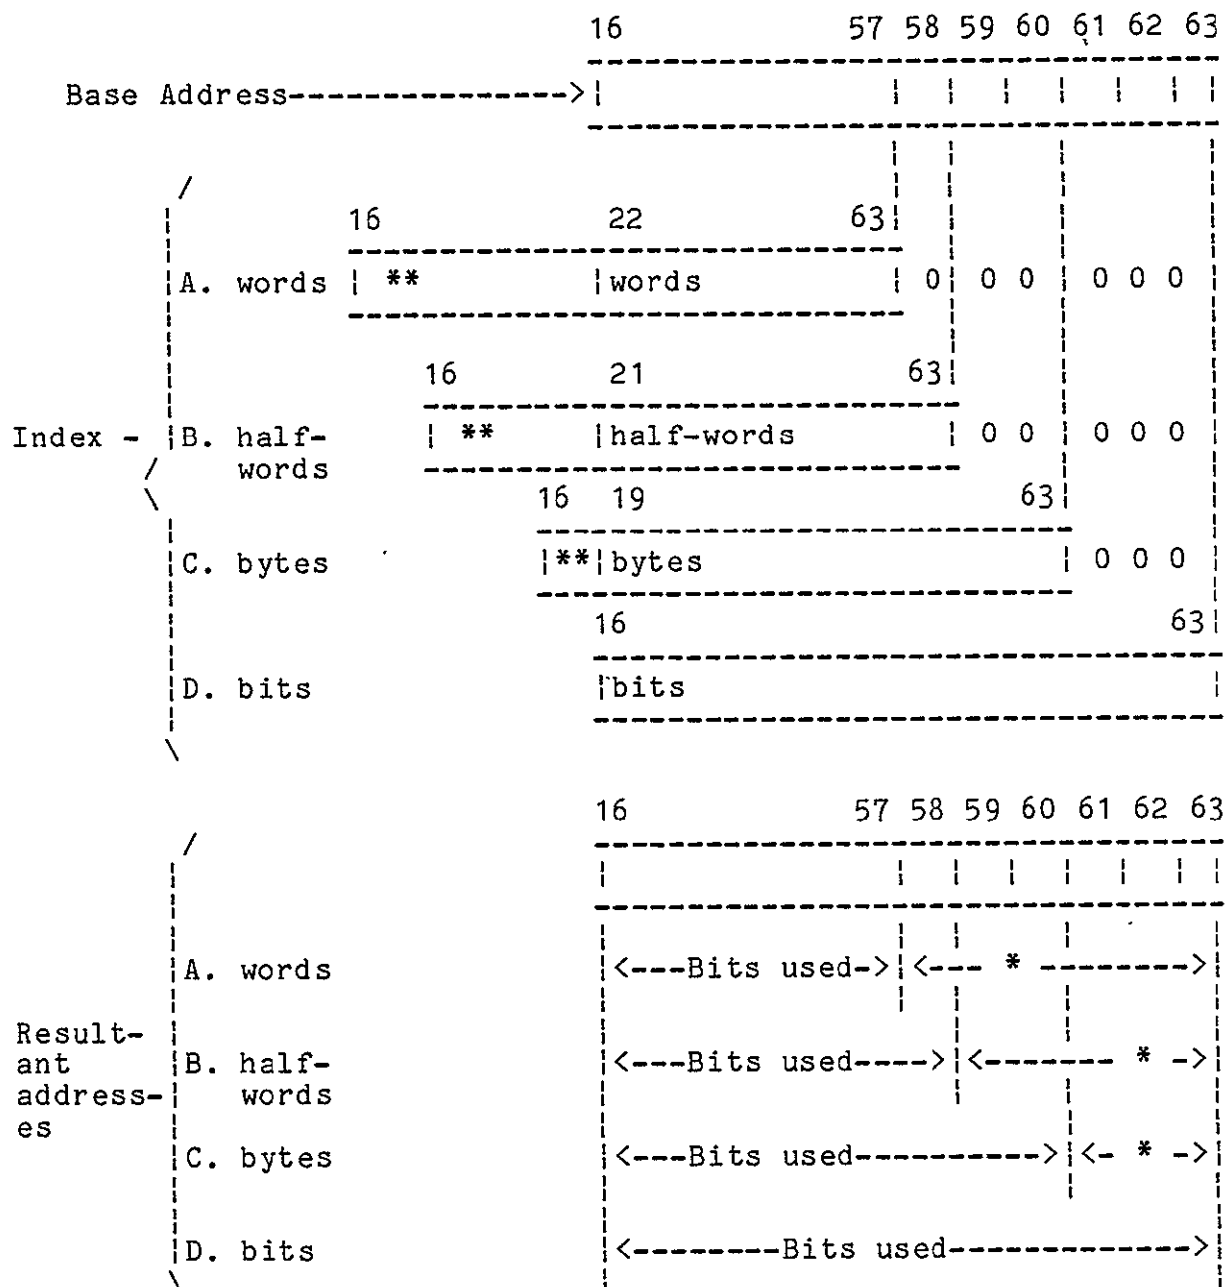 16 57 58 59 60 61 62 63
Base Address--------------->
16 22 63
A. words ** words 0 0 0 0 0 0
16 21 63
Index - B. half- ** half-words 0 0 0 0 0
words
16 19 63
C. bytes ** bytes 0 0 0
16 63
D. bits bits
16 57 58 59 60 61 62 63
A. words <---Bits used-> <--- * -------->
Result-
ant B. half- <---Bits used----> <------- * ->
address- words
es
C. bytes <---Bits used----------> <- * ->
D. bits <--------Bits used------------>